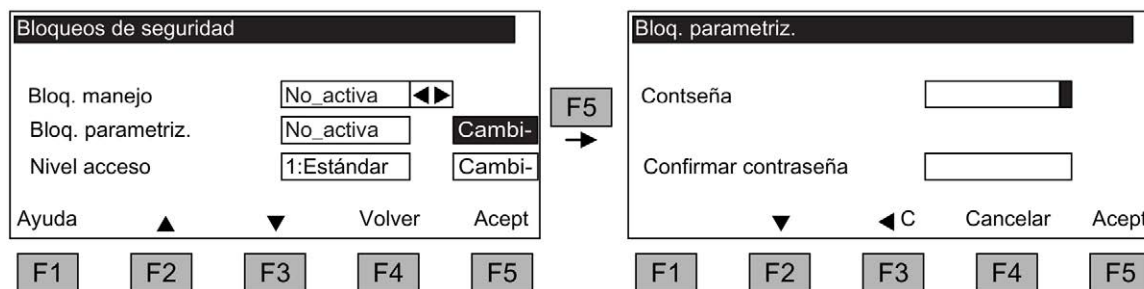 Bloqueos de seguridad
Bloq. manejo No_activa
Bloq. parametriz. No_activa Cambi-
Nivel acceso 1:Estándar Cambi-
Ayuda Volver Acept
F1 F2 F3 F4 F5
F5
Bloq. parametriz.
Contseña
Confirmar contraseña
C Cancelar Acept
F1 F2 F3 F4 F5